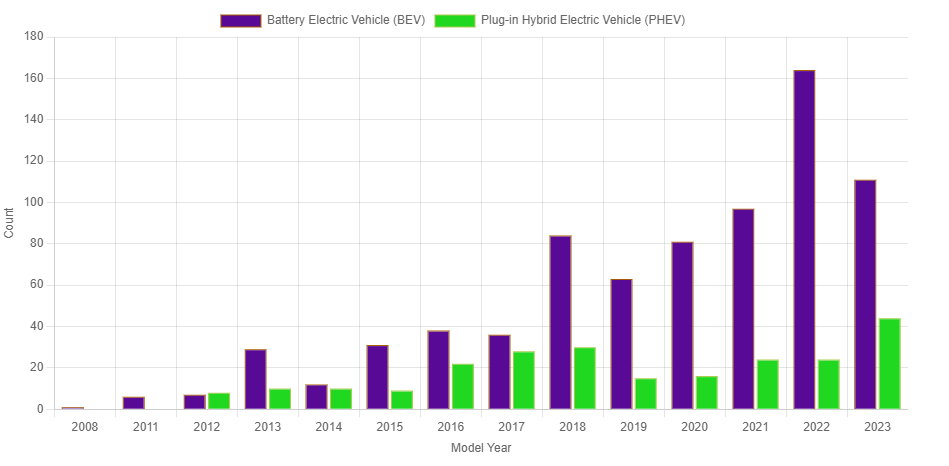 Battery Electric Vehicle (BEV) Plug-in Hybrid Electric Vehicle (PHEV)
180
160
140
120
100
80
60
40
20
0
Count
2008 2011 2012 2013 2014 2015 2016 2017 2018 2019 2020 2021 2022 2023
Model Year